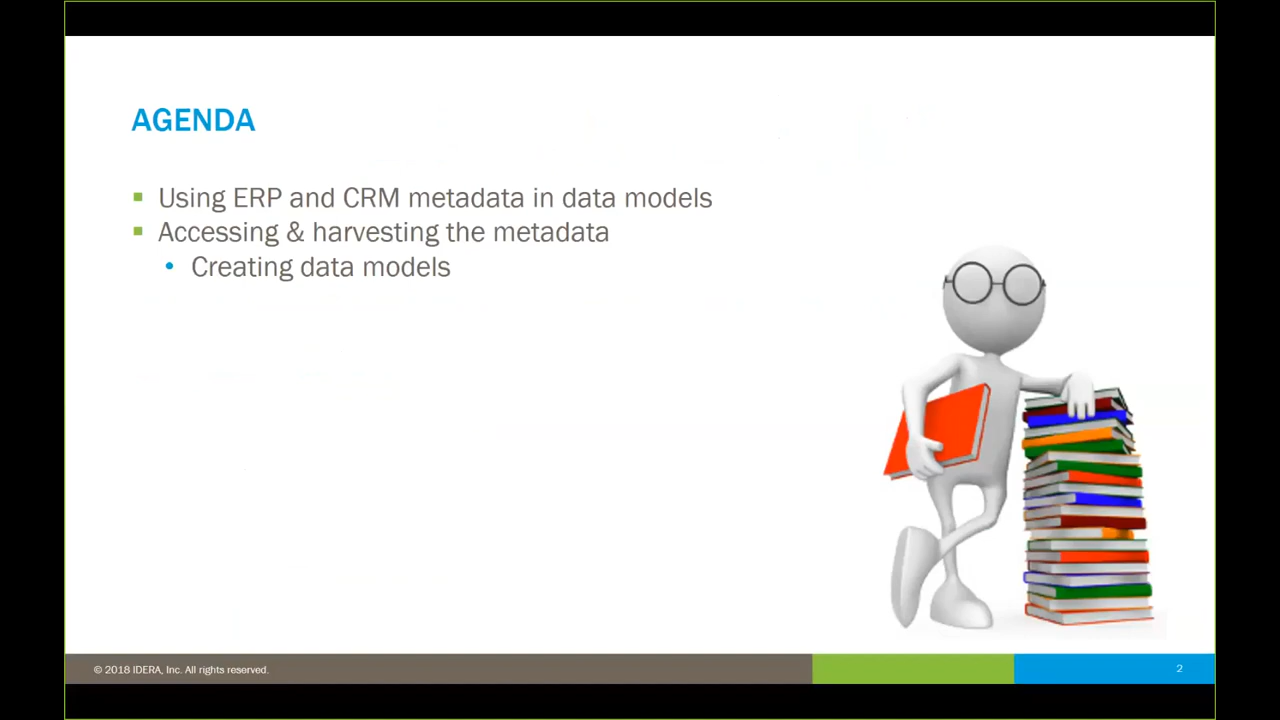 AGENDA
Using ERP and CRM metadata in data models
Accessing & harvesting the metadata
Creating data models
© 2018 IDERA, Inc. All rights reserved.
2